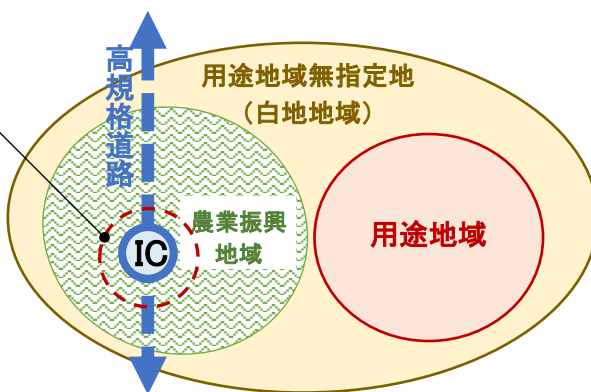 高規格道路
用途地域無指定地
（白地地域）
農業振興
地域
IC
用途地域